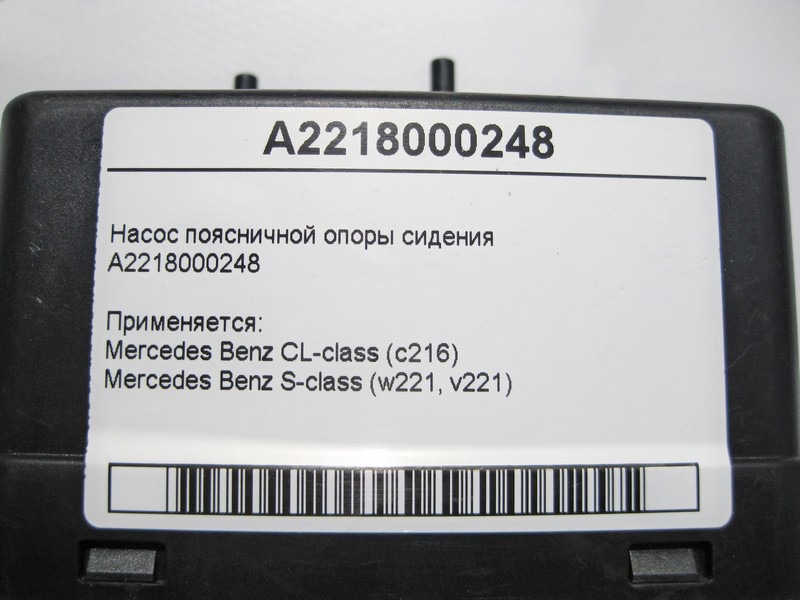 A2218000248
Насос поясничной опоры сидения
A2218000248
Применяется:
Mercedes Benz CL-class (c216)
Mercedes Benz S-class (w221, v221)